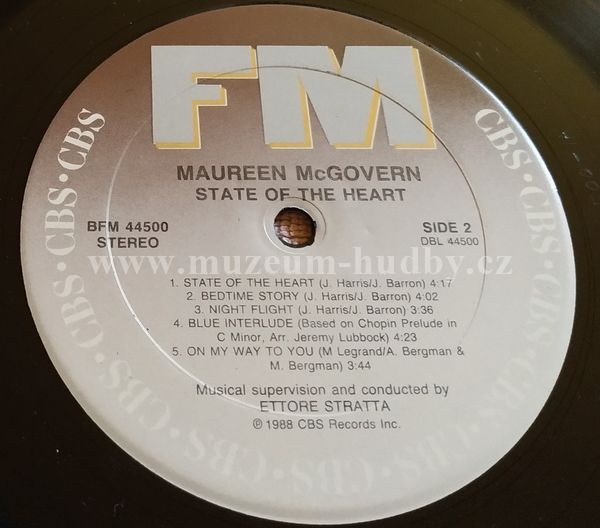 FM
MAUREEN McGOVERN
STATE OF THE HEART
BFM 44500
STEREO
SIDE 2
DBL 44500
www.muzeum-hudby.cz
1. STATE OF THE HEART (J. Harris/J. Barron) 4:17
2. BEDTIME STORY (J. Harris/J. Barron) 4:02
3. NIGHT FLIGHT (J. Harris/J. Barron) 3:36
4. BLUE INTERLUDE (Based on Chopin Prelude in
C Minor, Arr. Jeremy Lubbock) 4:23
5. ON MY WAY TO YOU (M Legrand/A. Bergman &
M. Bergman) 3:44
Musical supervision and conducted by
ETTORE STRATTA
℗ 1988 CBS Records Inc.
CBS·CBS·CBS·CBS·CBS·CBS·CBS·CBS·CBS·CBS